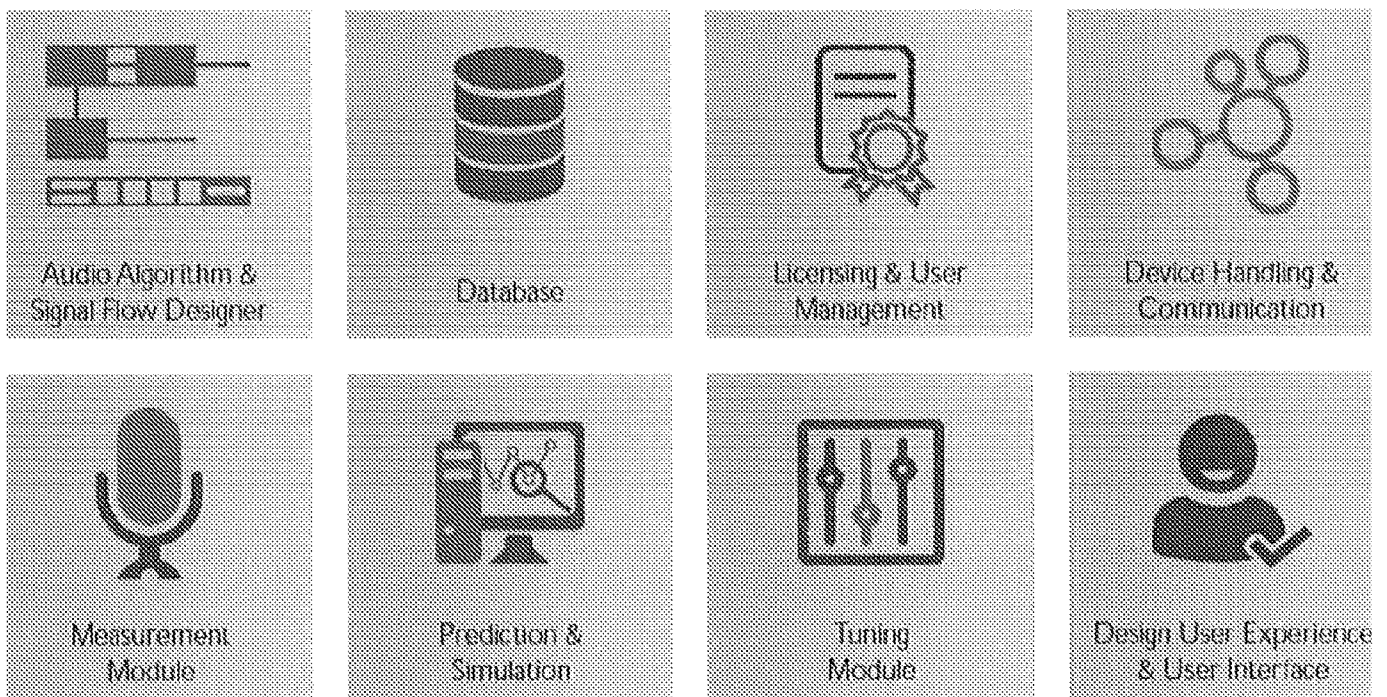 Audio Algorithm &
Signal Flow Designer
Database
Licensing & User
Management
Device Handling &
Communication
Measurement
Module
Prediction &
Simulation
Tuning
Module
Design User Experience
& User Interface